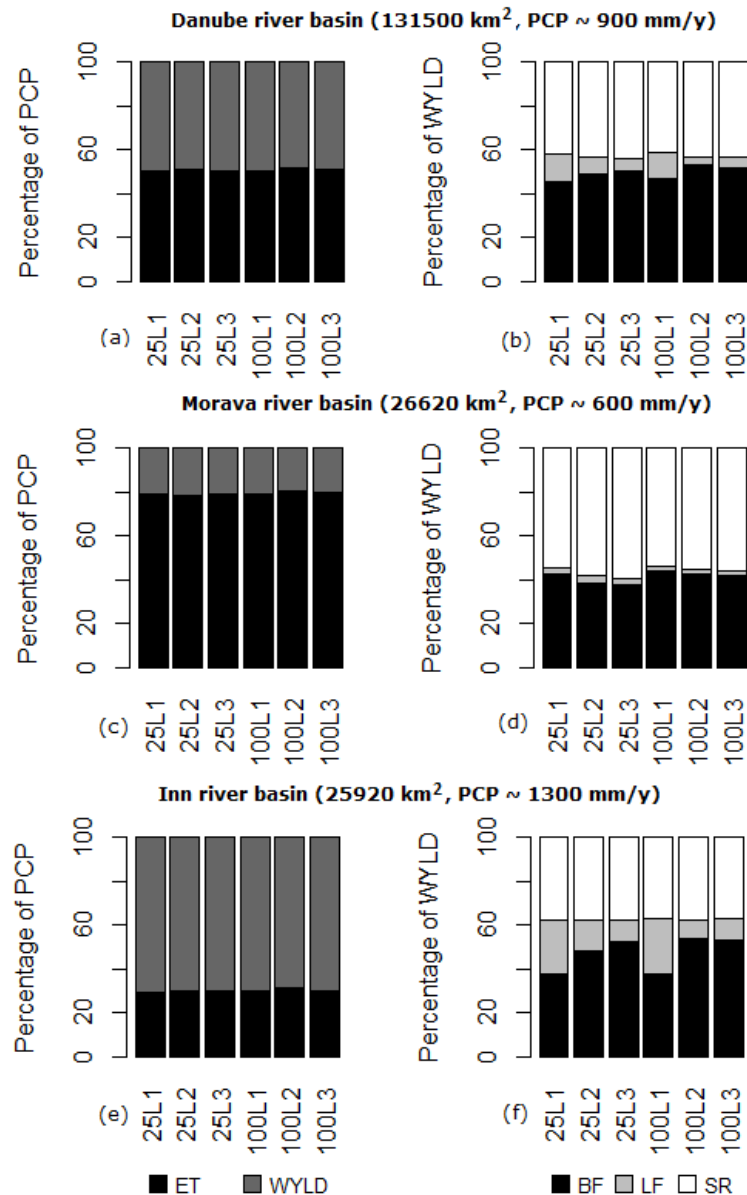 Danube river basin (131500 km², PCP ~ 900 mm/y)
Percentage of PCP
0 20 60 100
25L1 25L2 25L3 100L1 100L2 100L3
(a)
Percentage of WYLD
0 20 60 100
25L1 25L2 25L3 100L1 100L2 100L3
(b)
Morava river basin (26620 km², PCP ~ 600 mm/y)
Percentage of PCP
0 20 60 100
25L1 25L2 25L3 100L1 100L2 100L3
(c)
Percentage of WYLD
0 20 60 100
25L1 25L2 25L3 100L1 100L2 100L3
(d)
Inn river basin (25920 km², PCP ~ 1300 mm/y)
Percentage of PCP
0 20 60 100
25L1 25L2 25L3 100L1 100L2 100L3
(e)
Percentage of WYLD
0 20 60 100
25L1 25L2 25L3 100L1 100L2 100L3
(f)
ET WYLD
BF LF SR